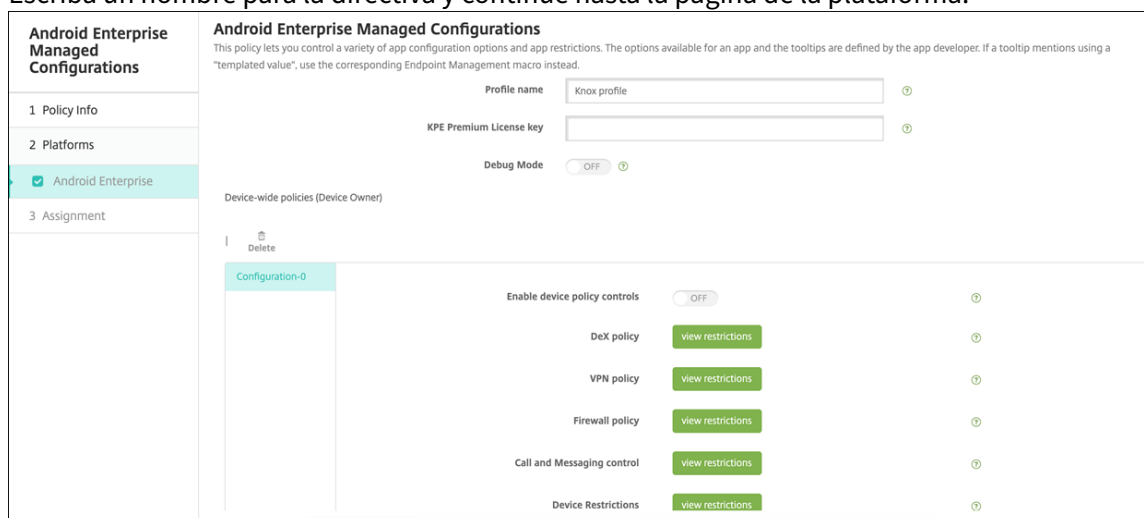 Escriba un nombre para la directiva y continúe hasta la página de la plataforma.
Android Enterprise
Managed
Configurations
1 Policy Info
2 Platforms
Android Enterprise
3 Assignment
Android Enterprise Managed Configurations
This policy lets you control a variety of app configuration options and app restrictions. The options available for an app and the tooltips are defined by the app developer. If a tooltip mentions using a
"templated value", use the corresponding Endpoint Management macro instead.
Profile name Knox profile
KPE Premium License key
Debug Mode OFF
Device-wide policies (Device Owner)
Delete
Configuration-0
Enable device policy controls OFF
DeX policy view restrictions
VPN policy view restrictions
Firewall policy view restrictions
Call and Messaging control view restrictions
Device Restrictions view restrictions